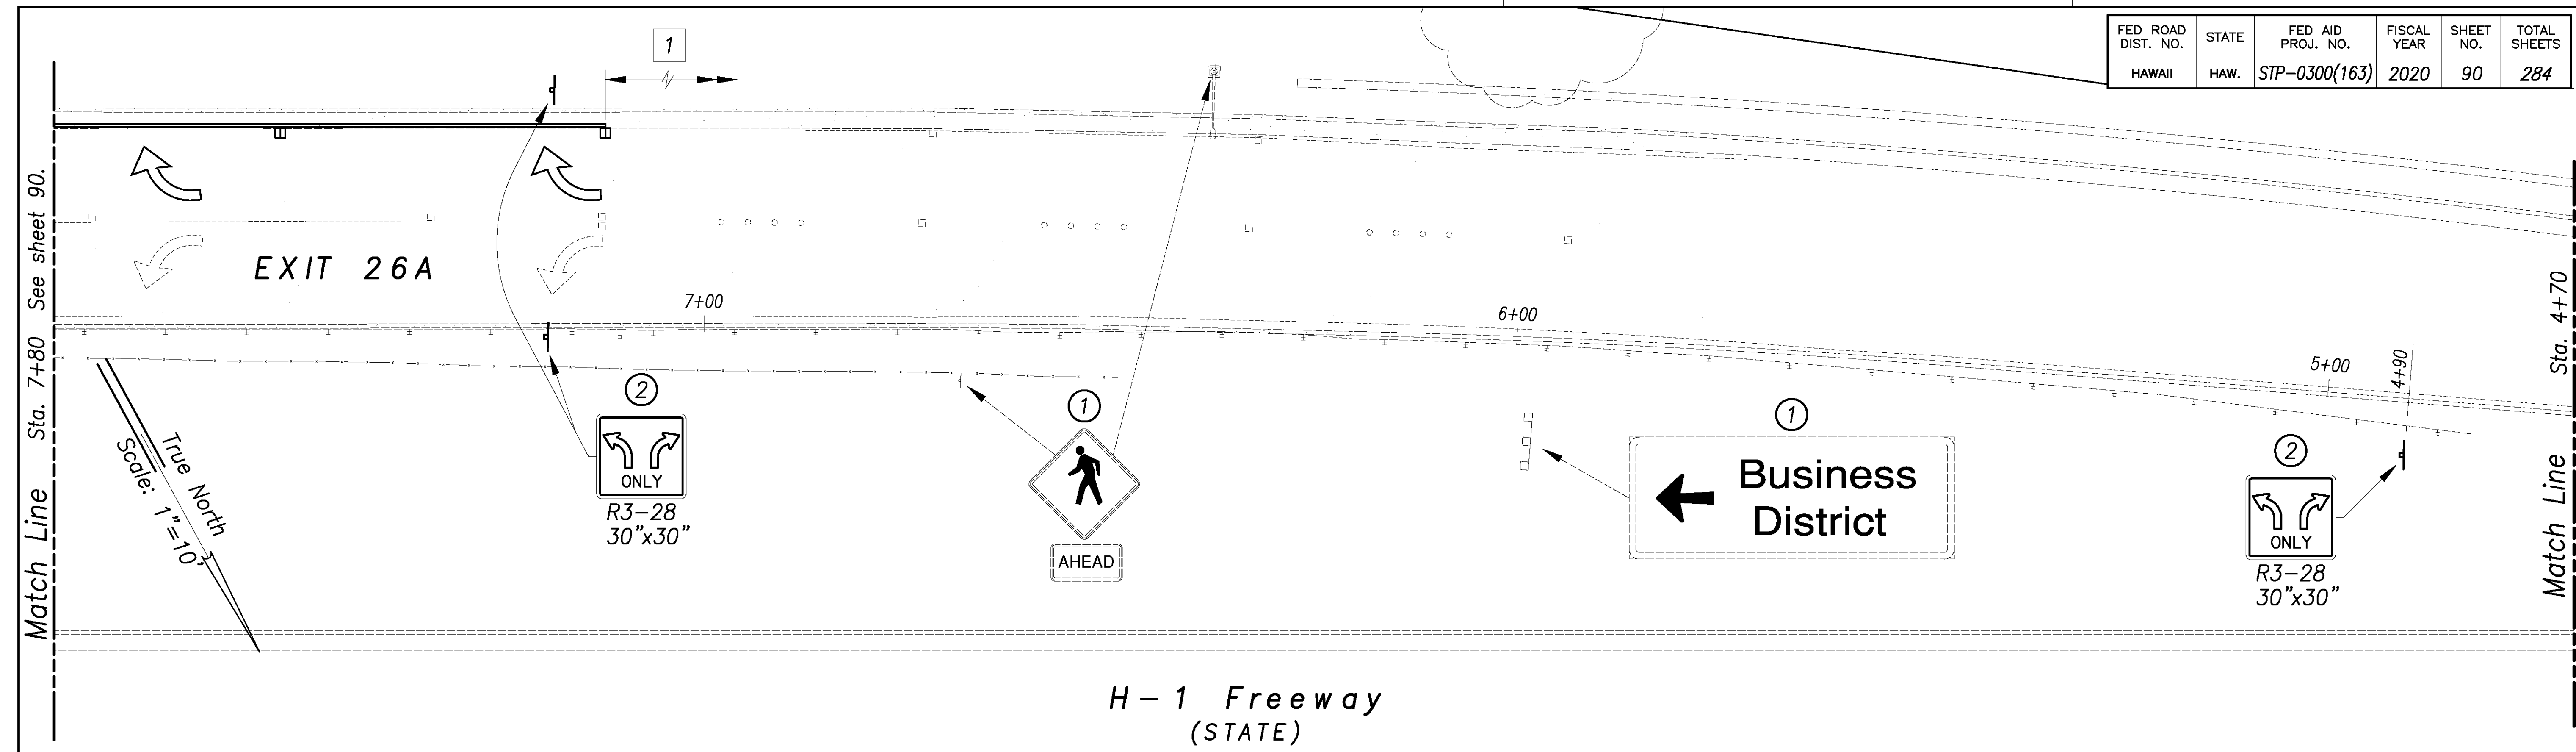 FED ROAD DIST. NO.
STATE
FED AID PROJ. NO.
FISCAL YEAR
SHEET NO.
TOTAL SHEETS
HAWAII
HAW.
STP-0300(163)
2020
90
284
1
Match Line Sta. 7+80 See sheet 90.
EXIT 26A
7+00
6+00
5+00
4+90
Match Line Sta. 4+70
True North
Scale: 1"=10'
2
ONLY
R3-28
30"x30"
1
AHEAD
1
Business
District
2
ONLY
R3-28
30"x30"
H-1 Freeway
(STATE)